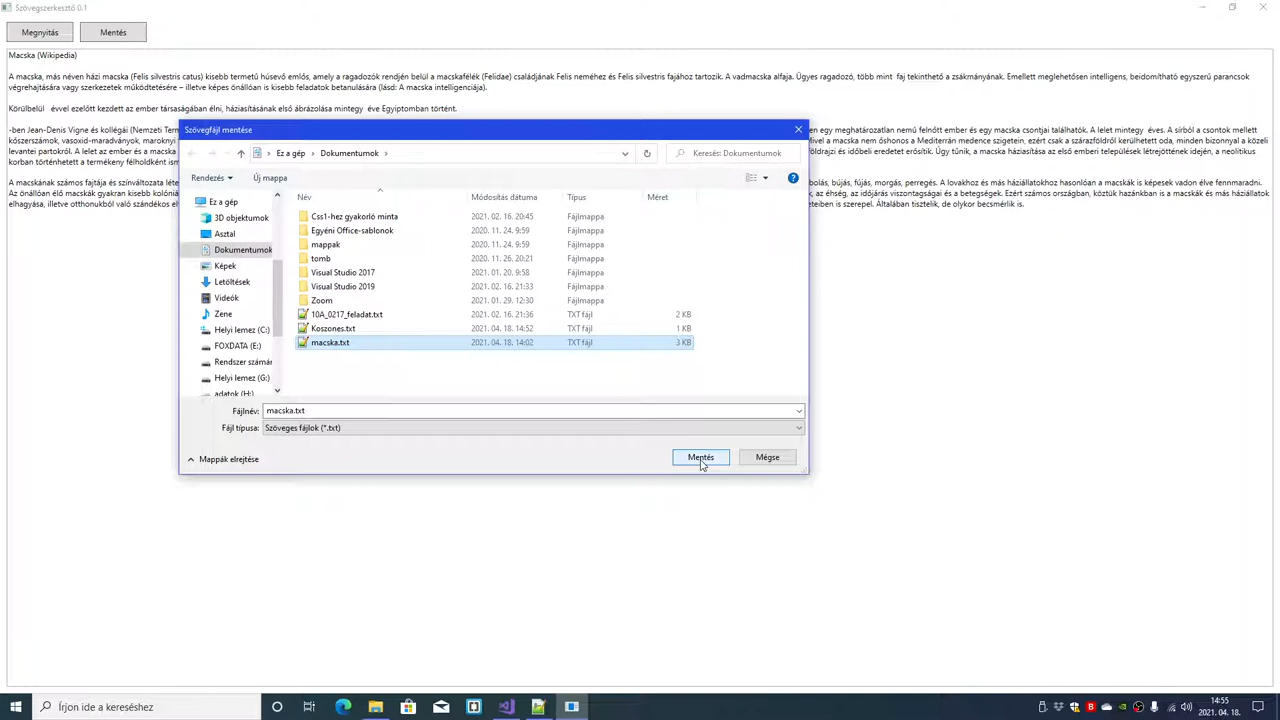 Szövegszerkesztő 0.1
Megnyitás
Mentés
Macska (Wikipedia)
A macska, más néven házi macska (Felis silvestris catus) kisebb termetű húsevő emlős, amely a ragadozók rendjén belül a macskafélék (Felidae) családjának Felis neméhez és Felis silvestris fajához tartozik. A vadmacska alfaja. Ügyes ragadozó, több mint  faj tekinthető a zsákmányának. Emellett meglehetősen intelligens, beidomítható egyszerű parancsok
végrehajtására vagy szerkezetek működtetésére – illetve képes önállóan is kisebb feladatok betanulására (lásd: A macska intelligenciája).
Körülbelül   évvel ezelőtt kezdett az ember társaságában élni, háziasításának első ábrázolása mintegy  éve Egyiptomban történt.
-ben Jean-Denis Vigne és kollégái (Nemzeti Term
en egy meghatározatlan nemű felnőtt ember és egy macska csontjai találhatók. A lelet mintegy  éves. A sírból a csontok mellett
kőszerszámok, vasoxid-maradványok, maroknyi
mivel a macska nem őshonos a Mediterrán medence szigetein, ezért csak a szárazföldről kerülhetett oda, minden bizonnyal a közeli
levantei partokról. A lelet az ember és a macska
földrajzi és időbeli eredetét erősítik. Úgy tűnik, a macska háziasítása az első emberi települések létrejöttének idején, a neolitikus
korban történhetett a termékeny félholdként ism
A macskának számos fajtája és színváltozata léte
bolás, bújás, fújás, morgás, perregés. A lovakhoz és más háziállatokhoz hasonlóan a macskák is képesek vadon élve fennmaradni.
Az önállóan élő macskák gyakran kisebb kolóniá
, az éhség, az időjárás viszontagságai és a betegségek. Ezért számos országban, köztük hazánkban is a macskák és más háziállatok
elhagyása, illetve otthonukból való szándékos el
eteiben is szerepel. Általában tisztelik, de olykor becsmérlik is.
Szövegfájl mentése
Ez a gép › Dokumentumok ›
Keresés: Dokumentumok
Rendezés
Új mappa
Név Módosítás dátuma Típus Méret
Ez a gép
3D objektumok
Asztal
Dokumentumok
Képek
Letöltések
Videók
Zene
Helyi lemez (C:)
FOXDATA (E:)
Rendszer számár
Helyi lemez (G:)
adatok (H:)
Css1-hez gyakorló minta 2021. 02. 16. 20:45 Fájlmappa
Egyéni Office-sablonok 2020. 11. 24. 9:59 Fájlmappa
mappak 2020. 11. 24. 9:59 Fájlmappa
tomb 2020. 11. 26. 20:21 Fájlmappa
Visual Studio 2017 2021. 01. 20. 9:58 Fájlmappa
Visual Studio 2019 2021. 02. 16. 21:33 Fájlmappa
Zoom 2021. 01. 29. 12:30 Fájlmappa
10A_0217_feladat.txt 2021. 02. 16. 21:36 TXT fájl 2 KB
Koszones.txt 2021. 04. 18. 14:52 TXT fájl 1 KB
macska.txt 2021. 04. 18. 14:02 TXT fájl 3 KB
Fájlnév: macska.txt
Fájl típusa: Szöveges fájlok (*.txt)
Mappák elrejtése
Mentés
Mégse
Írjon ide a kereséshez
14:55
2021. 04. 18.